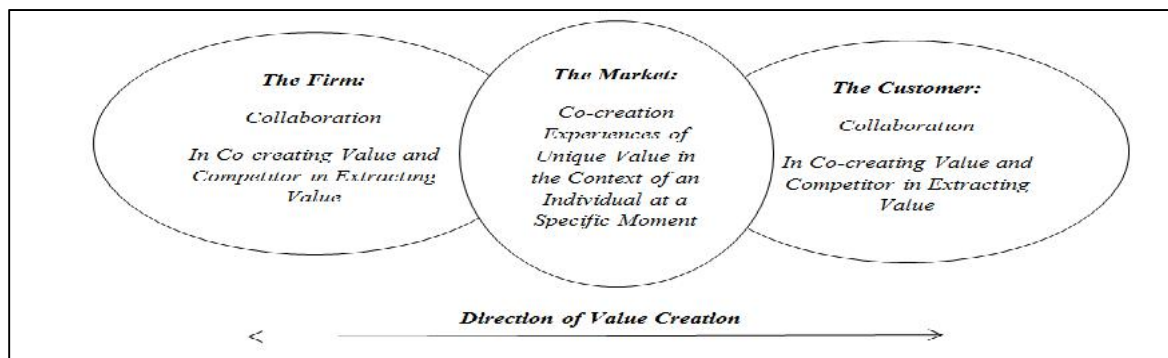 The Firm:
Collaboration
In Co-creating Value and
Competitor in Extracting
Value
The Market:
Co-creation
Experiences of
Unique Value in
the Context of an
Individual at a
Specific Moment
The Customer:
Collaboration
In Co-creating Value and
Competitor in Extracting
Value
Direction of Value Creation